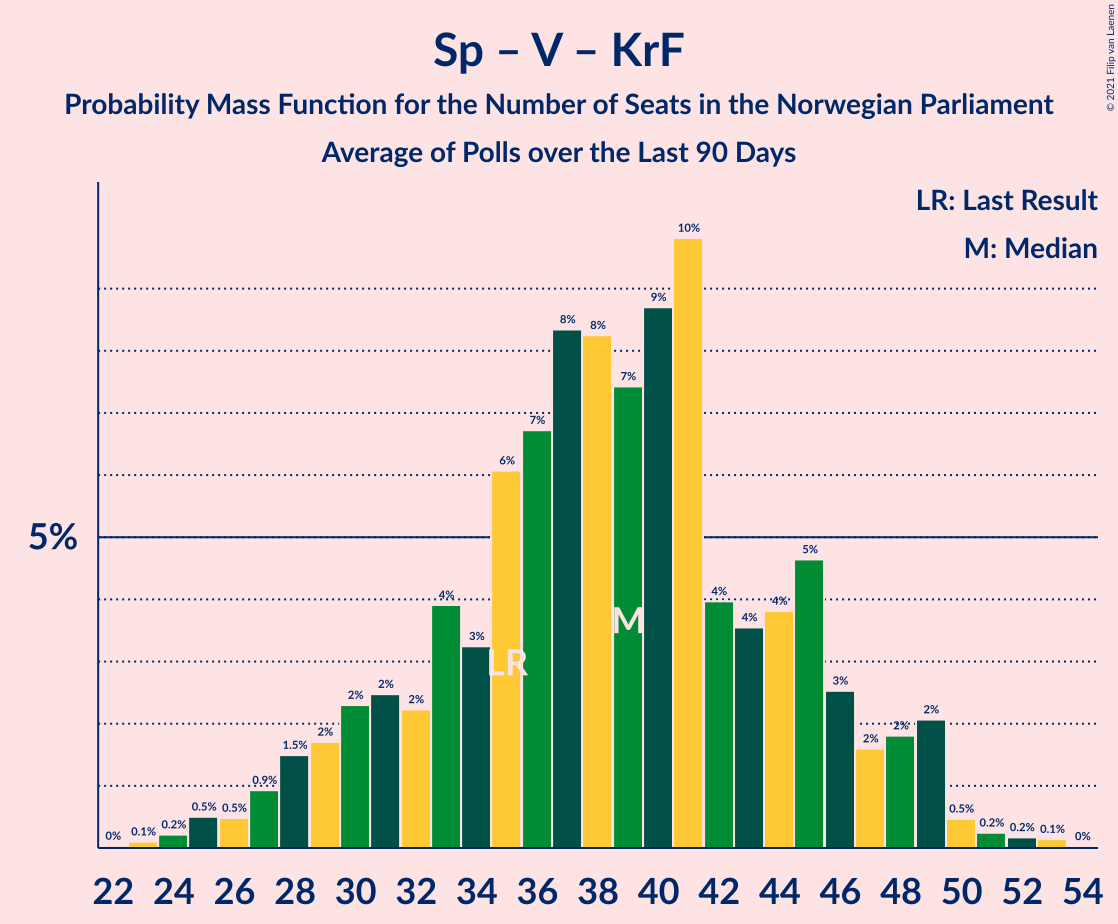 Sp – V – KrF
Probability Mass Function for the Number of Seats in the Norwegian Parliament
Average of Polls over the Last 90 Days
© 2021 Filip van Laenen
LR: Last Result
M: Median
5%
0% 0.1% 0.2% 0.5% 0.5% 0.9% 1.5% 2% 2% 2% 2% 4% 3% 6% 7% 8% 8% 7% 9% 10% 4% 4% 4% 5% 3% 2% 2% 2% 0.5% 0.2% 0.2% 0.1% 0%
LR
M
22 24 26 28 30 32 34 36 38 40 42 44 46 48 50 52 54